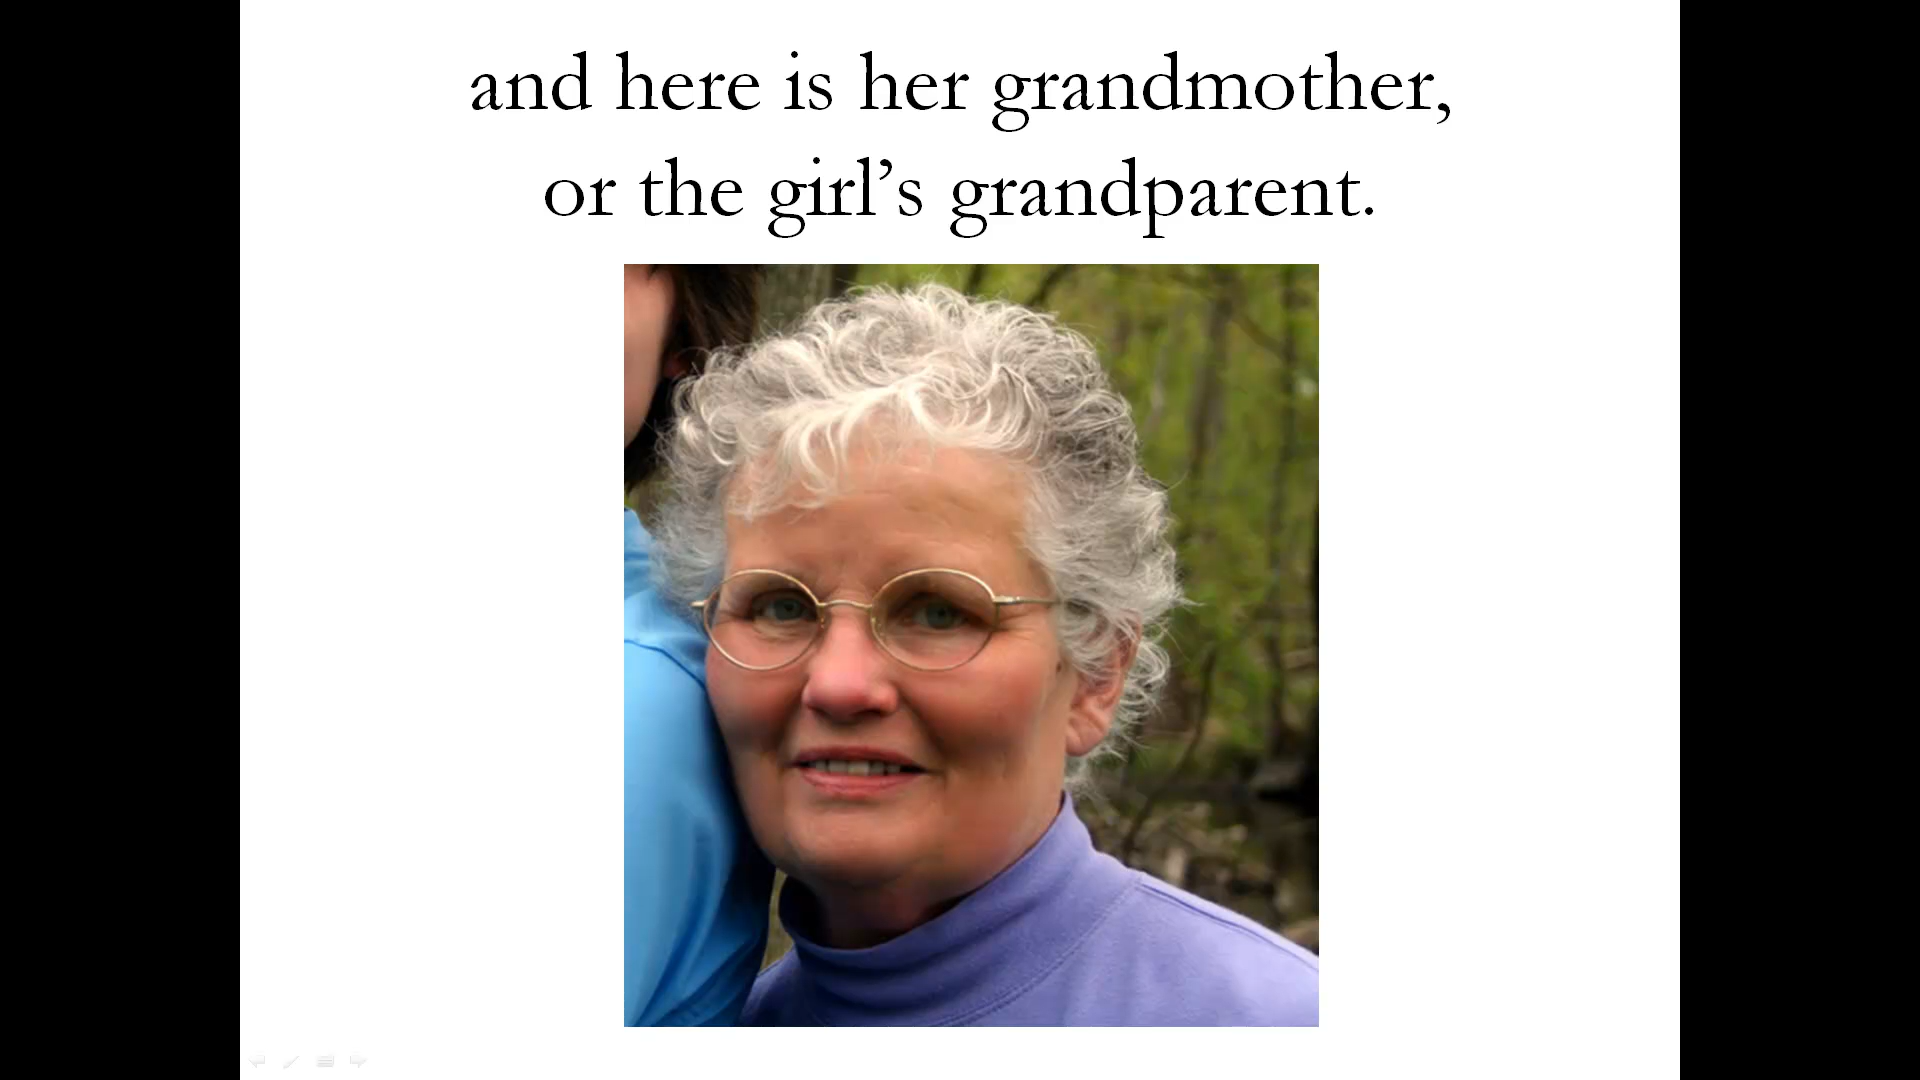 and here is her grandmother,
or the girl’s grandparent.